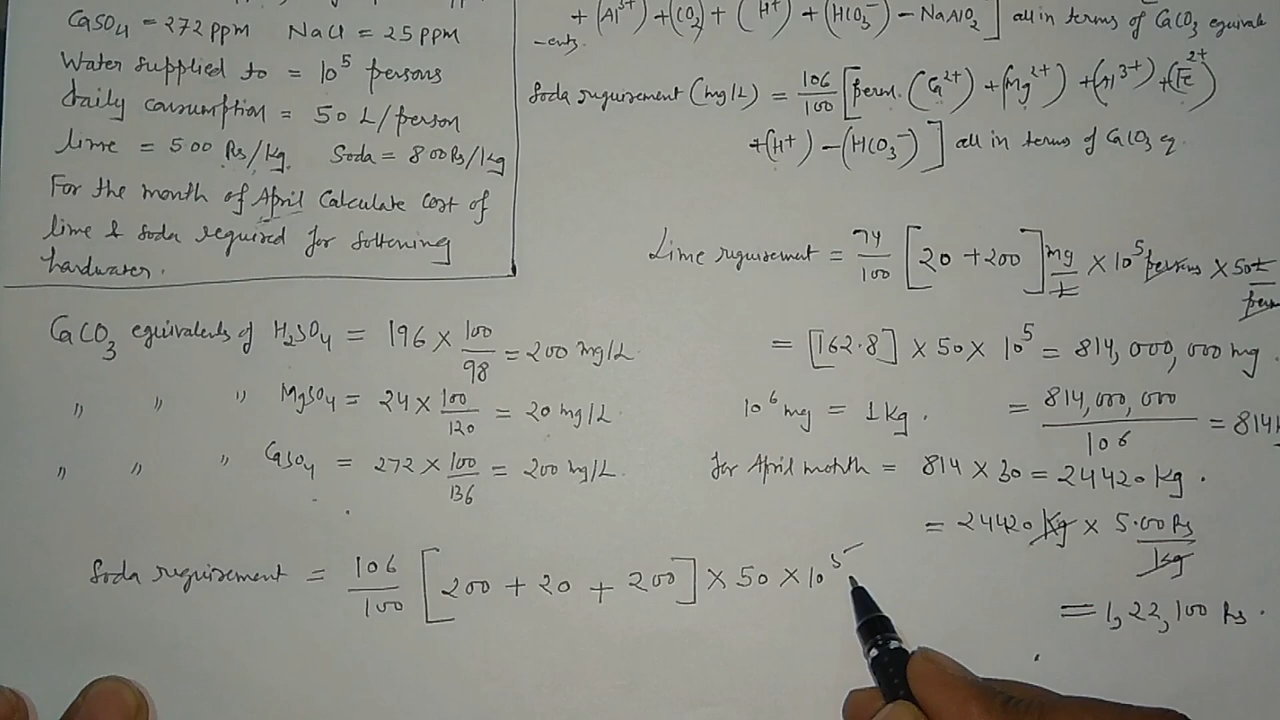 CaSO4 = 272 ppm NaCl = 25 ppm
Water supplied to = 10^5 persons
daily consumption = 50 L/person
lime = 500 Rs/kg. Soda = 800 Rs/kg
For the month of April Calculate cost of
lime & soda required for softening
hardwater.
+ (Al3+) + (CO2) + (H+) + (HCO3-) - NaAlO2] all in terms of CaCO3 equival
-ents.
Soda requirement (mg/L) = 106/100 [perm. (Ca2+) + (Mg2+) + (Al3+) + (Fe2+)
+ (H+) - (HCO3-)] all in terms of CaCO3 eq.
CaCO3 equivalents of H2SO4 = 196 × 100/98 = 200 mg/L.
" " " MgSO4 = 24 × 100/120 = 20 mg/L.
" " " CaSO4 = 272 × 100/136 = 200 mg/L.
Lime requirement = 74/100 [20 + 200] mg/L × 10^5 persons × 50 L/pers
= [162.8] × 50 × 10^5 = 814,000,000 mg.
10^6 mg = 1 Kg. = 814,000,000/10^6 = 814
for April month = 814 × 30 = 24420 kg.
= 24420 Kg × 5.00 Rs/kg
= 1,22,100 Rs.
Soda requirement = 106/100 [200 + 20 + 200] × 50 × 10^5